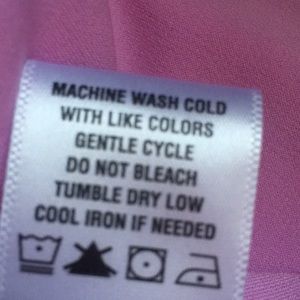 MACHINE WASH COLD
WITH LIKE COLORS
GENTLE CYCLE
DO NOT BLEACH
TUMBLE DRY LOW
COOL IRON IF NEEDED